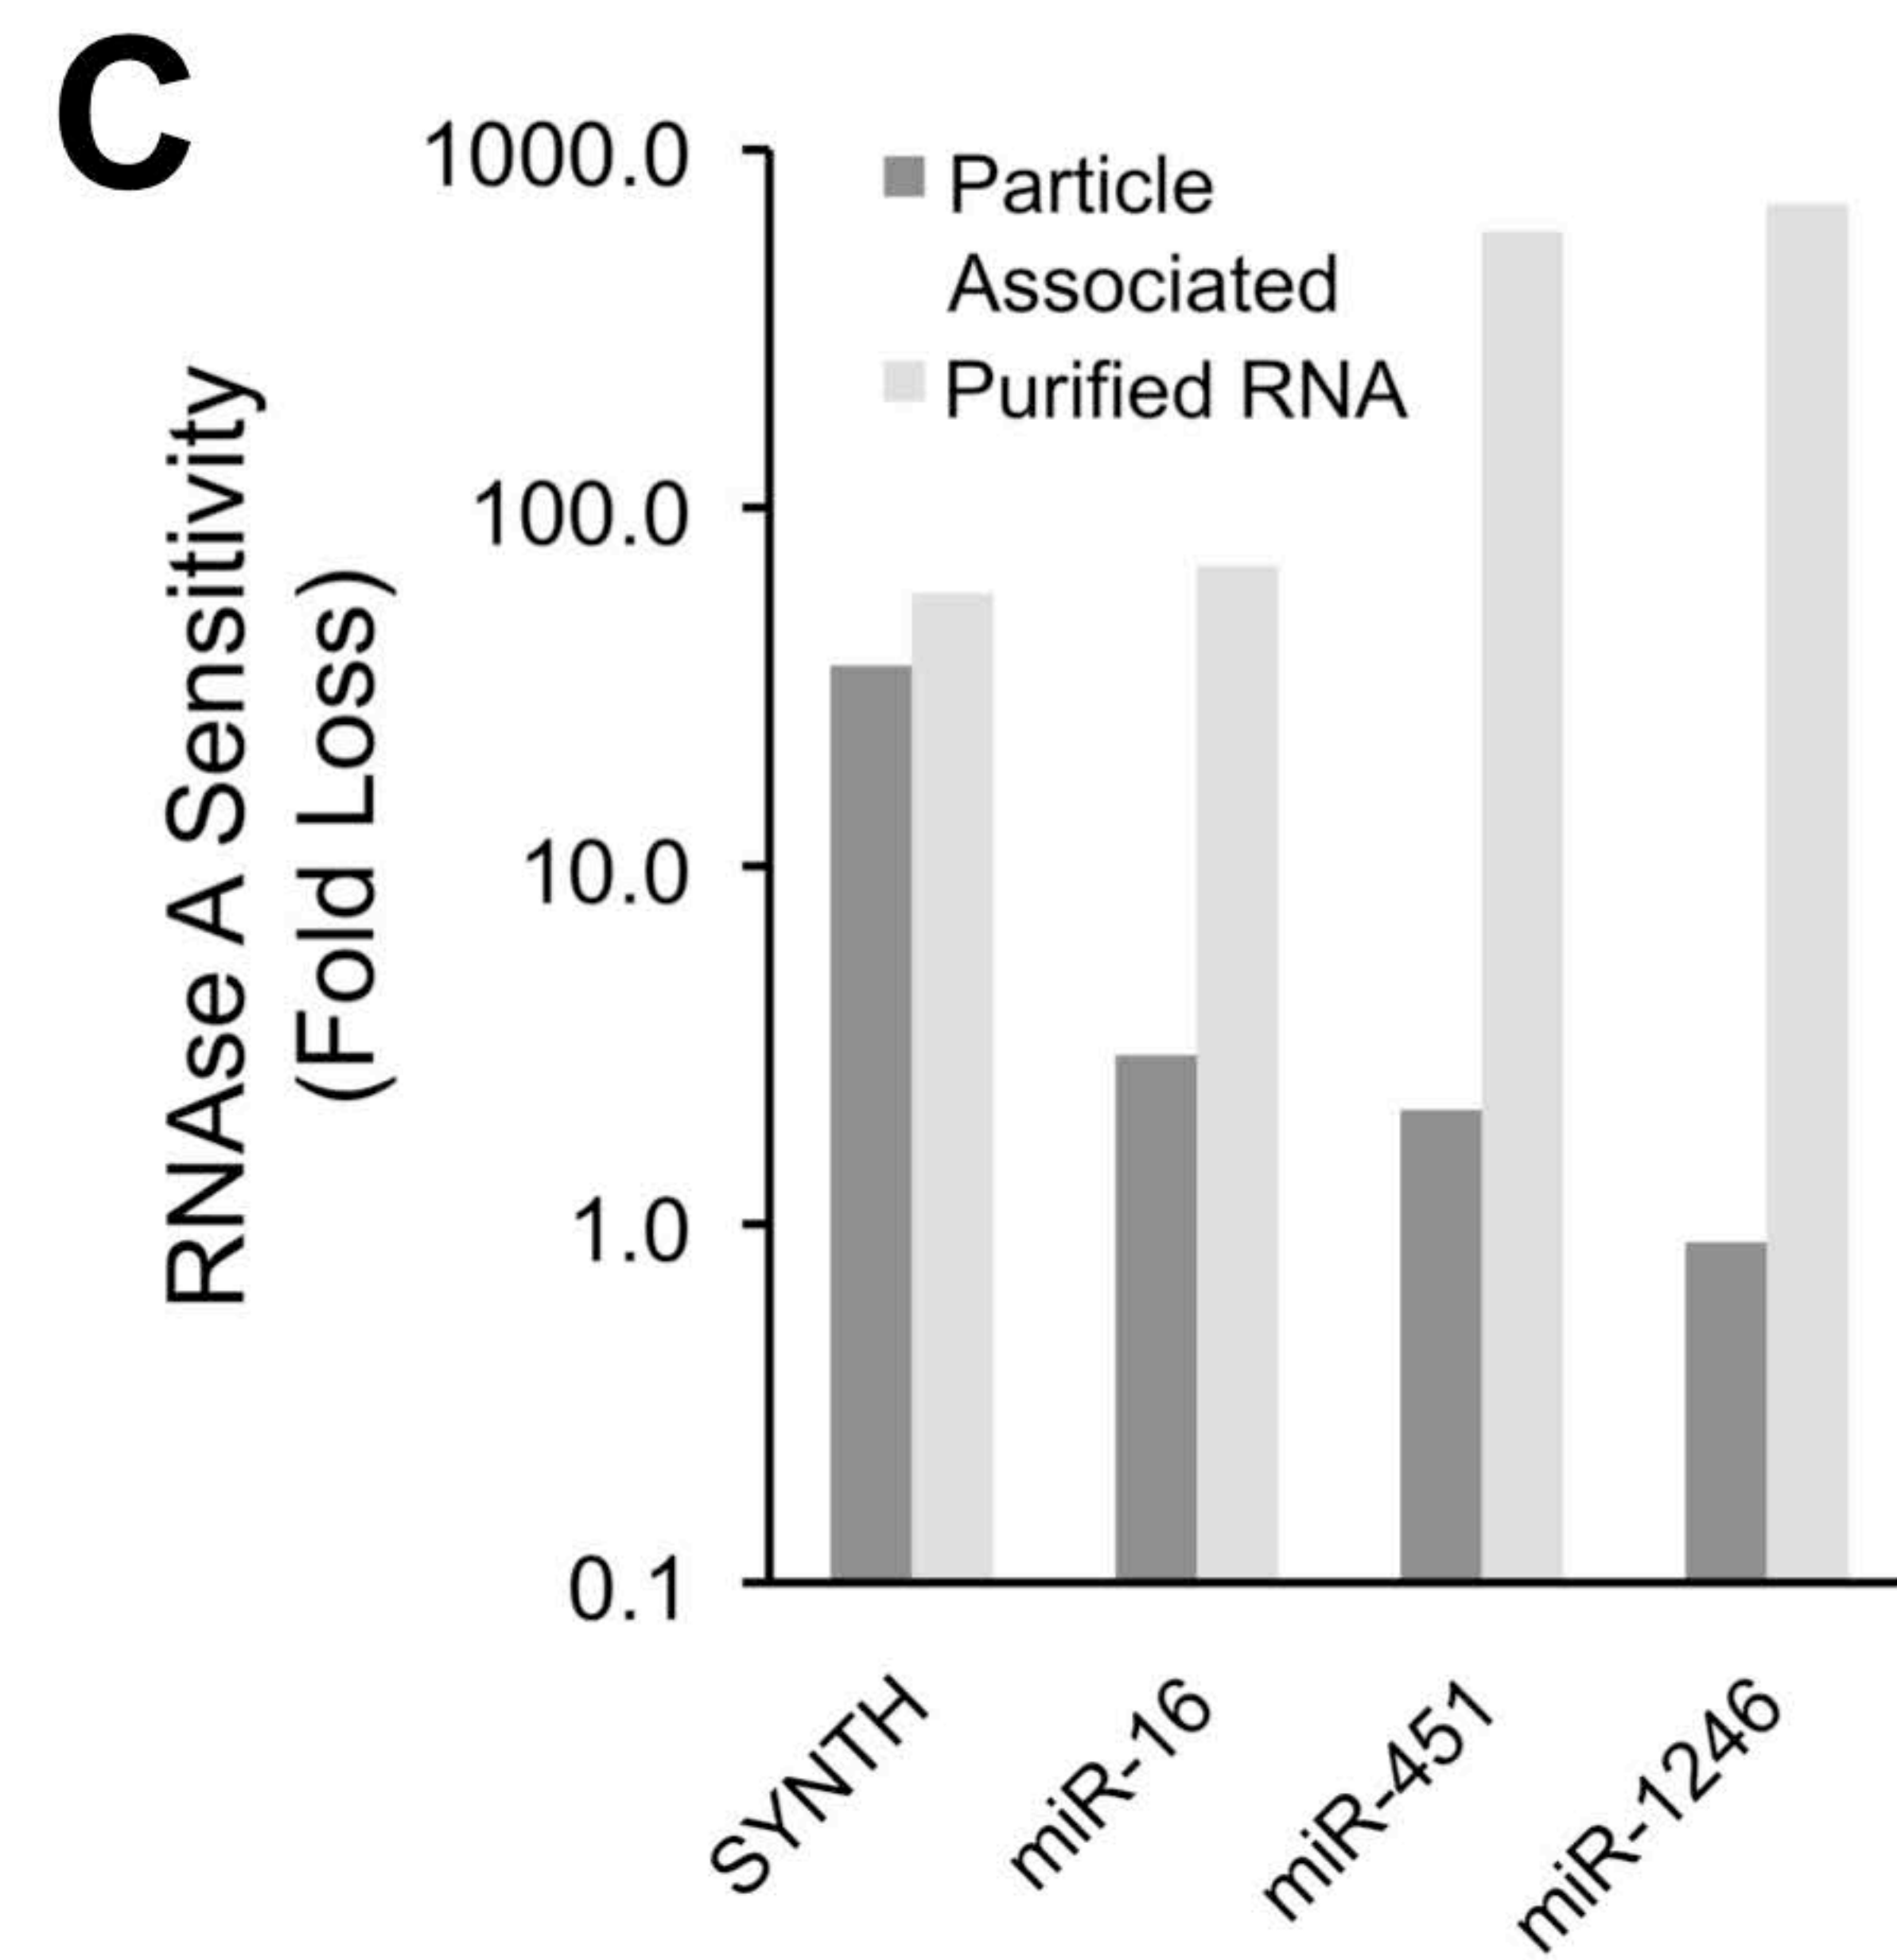 C
1000.0
100.0
10.0
1.0
0.1
RNAse A Sensitivity
(Fold Loss)
Particle
Associated
Purified RNA
SYNTH
miR-16
miR-451
miR-1246